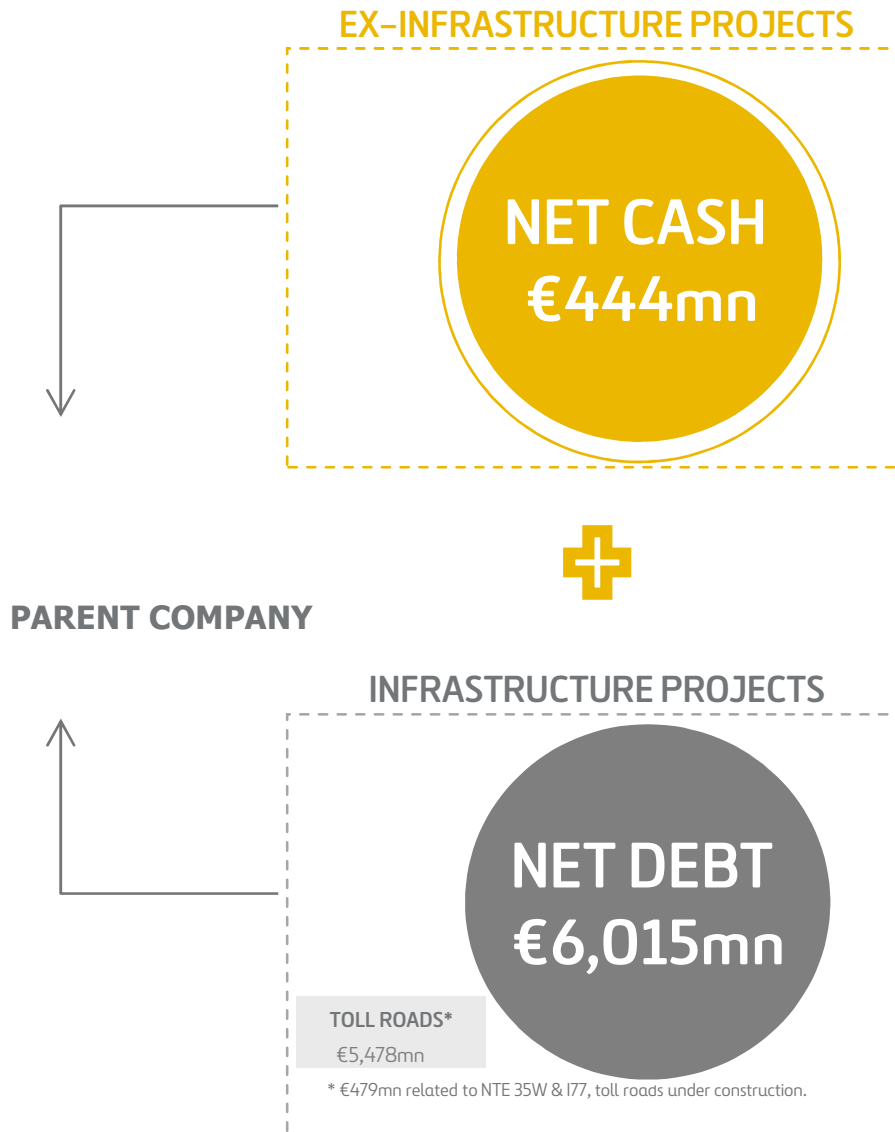 EX–INFRASTRUCTURE PROJECTS
NET CASH
€444mn
PARENT COMPANY
INFRASTRUCTURE PROJECTS
NET DEBT
€6,015mn
TOLL ROADS*
€5,478mn
* €479mn related to NTE 35W & I77, toll roads under construction.